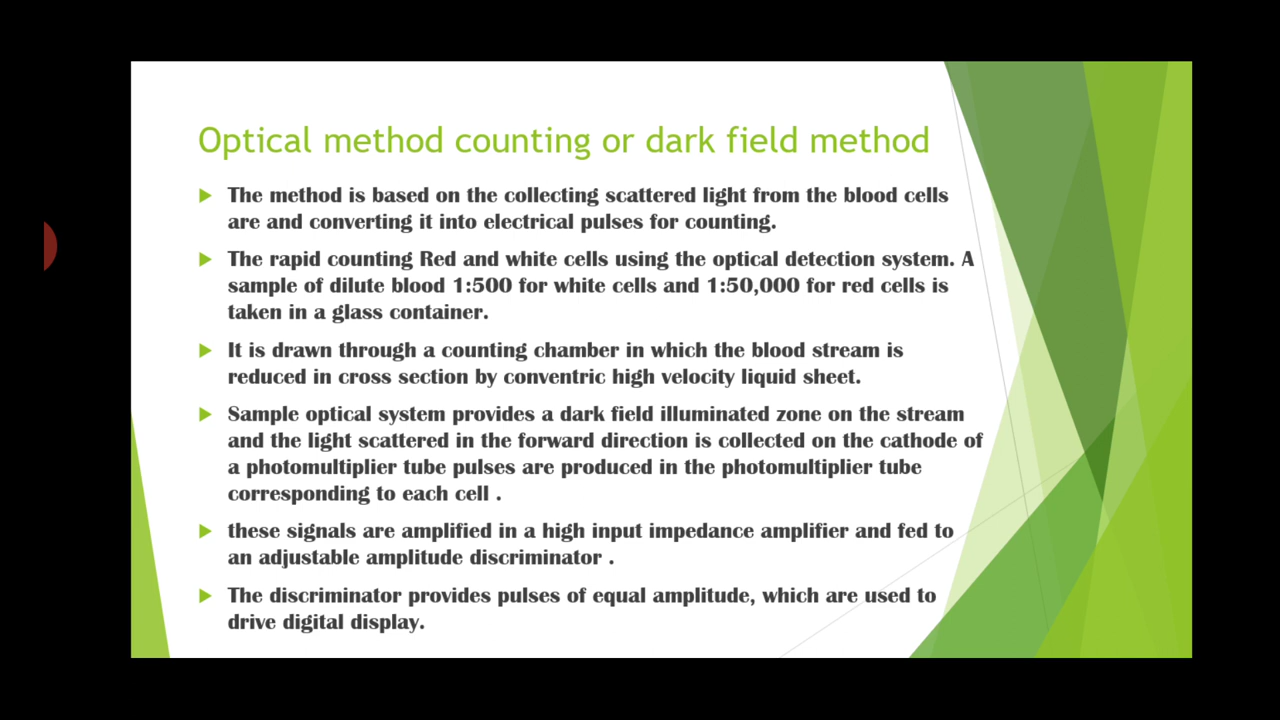 Optical method counting or dark field method
The method is based on the collecting scattered light from the blood cells
are and converting it into electrical pulses for counting.
The rapid counting Red and white cells using the optical detection system. A
sample of dilute blood 1:500 for white cells and 1:50,000 for red cells is
taken in a glass container.
It is drawn through a counting chamber in which the blood stream is
reduced in cross section by conventric high velocity liquid sheet.
Sample optical system provides a dark field illuminated zone on the stream
and the light scattered in the forward direction is collected on the cathode of
a photomultiplier tube pulses are produced in the photomultiplier tube
corresponding to each cell .
these signals are amplified in a high input impedance amplifier and fed to
an adjustable amplitude discriminator .
The discriminator provides pulses of equal amplitude, which are used to
drive digital display.